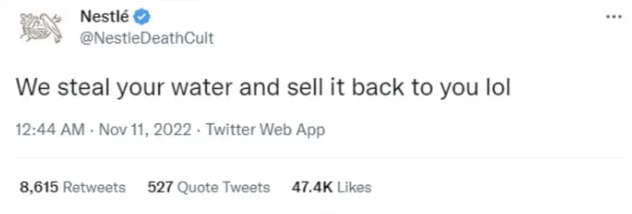 Nestlé
@NestleDeathCult
We steal your water and sell it back to you lol
12:44 AM · Nov 11, 2022 · Twitter Web App
8,615 Retweets 527 Quote Tweets 47.4K Likes